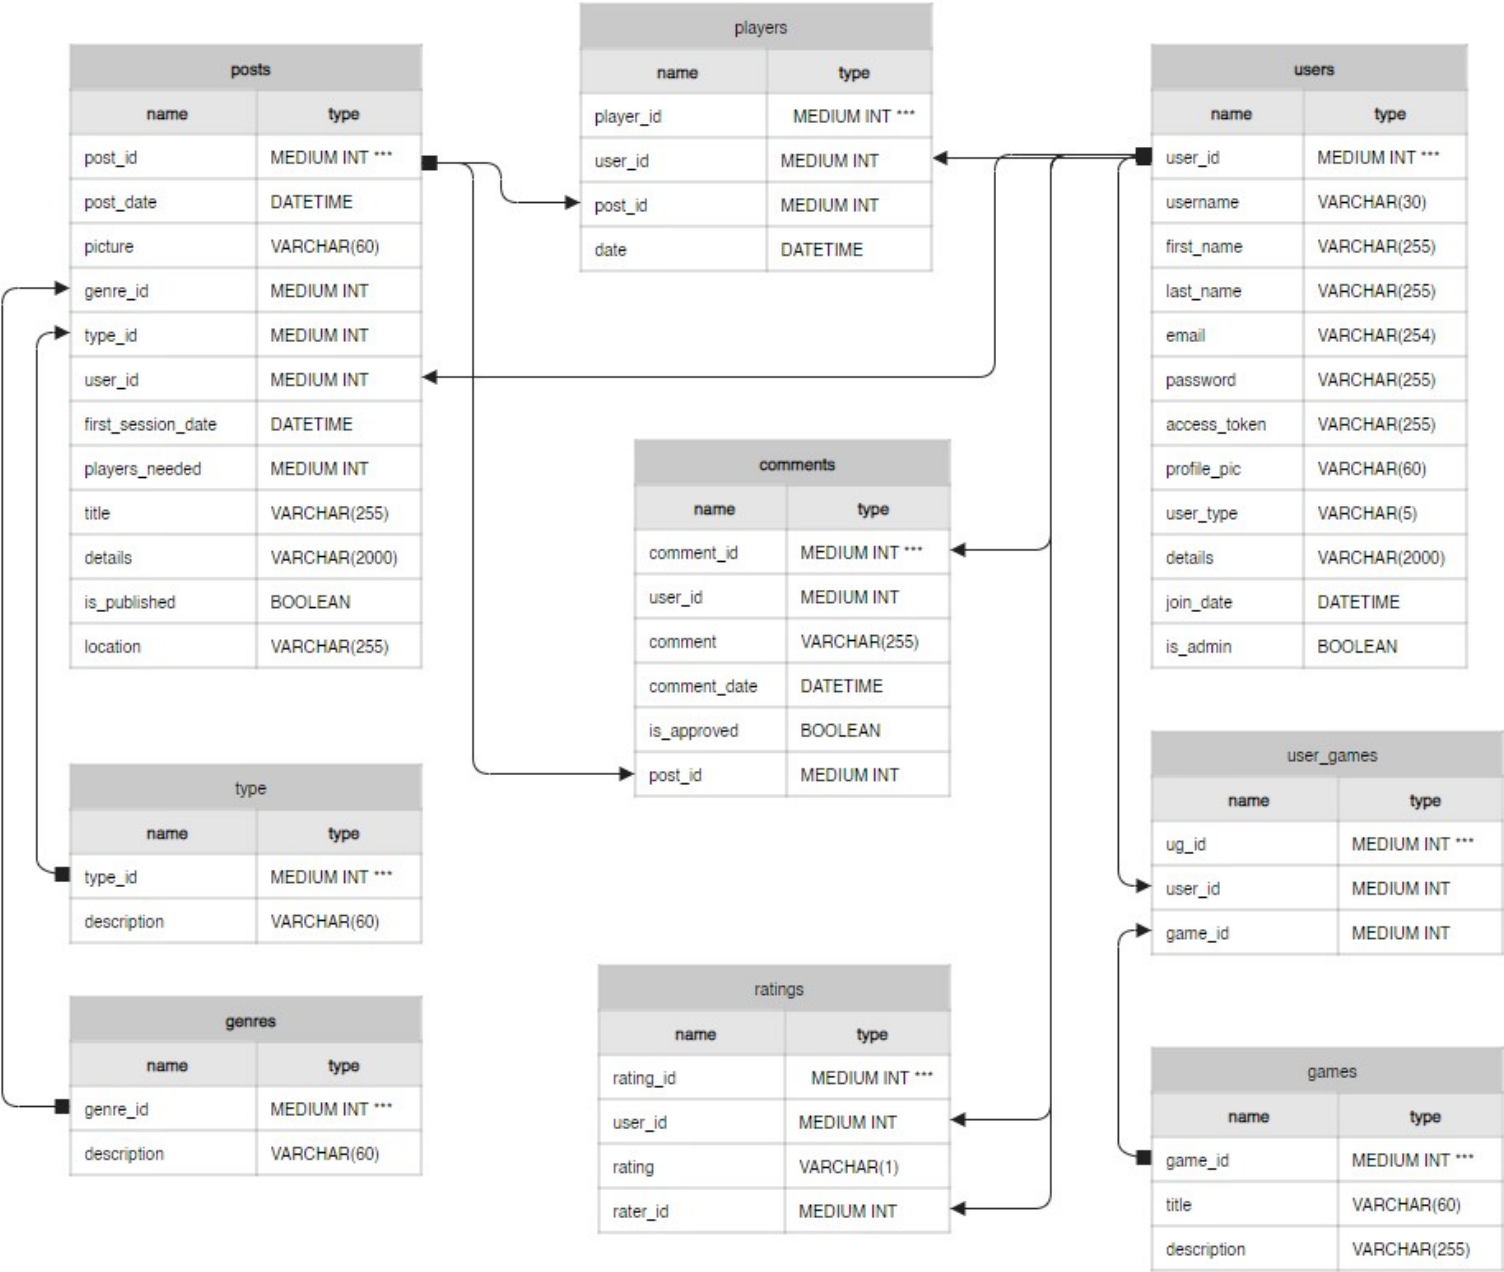 players
name type
player_id MEDIUM INT ***
user_id MEDIUM INT
post_id MEDIUM INT
date DATETIME
posts
name type
post_id MEDIUM INT ***
post_date DATETIME
picture VARCHAR(60)
genre_id MEDIUM INT
type_id MEDIUM INT
user_id MEDIUM INT
first_session_date DATETIME
players_needed MEDIUM INT
title VARCHAR(255)
details VARCHAR(2000)
is_published BOOLEAN
location VARCHAR(255)
users
name type
user_id MEDIUM INT ***
username VARCHAR(30)
first_name VARCHAR(255)
last_name VARCHAR(255)
email VARCHAR(254)
password VARCHAR(255)
access_token VARCHAR(255)
profile_pic VARCHAR(60)
user_type VARCHAR(5)
details VARCHAR(2000)
join_date DATETIME
is_admin BOOLEAN
comments
name type
comment_id MEDIUM INT ***
user_id MEDIUM INT
comment VARCHAR(255)
comment_date DATETIME
is_approved BOOLEAN
post_id MEDIUM INT
type
name type
type_id MEDIUM INT ***
description VARCHAR(60)
user_games
name type
ug_id MEDIUM INT ***
user_id MEDIUM INT
game_id MEDIUM INT
genres
name type
genre_id MEDIUM INT ***
description VARCHAR(60)
ratings
name type
rating_id MEDIUM INT ***
user_id MEDIUM INT
rating VARCHAR(1)
rater_id MEDIUM INT
games
name type
game_id MEDIUM INT ***
title VARCHAR(60)
description VARCHAR(255)